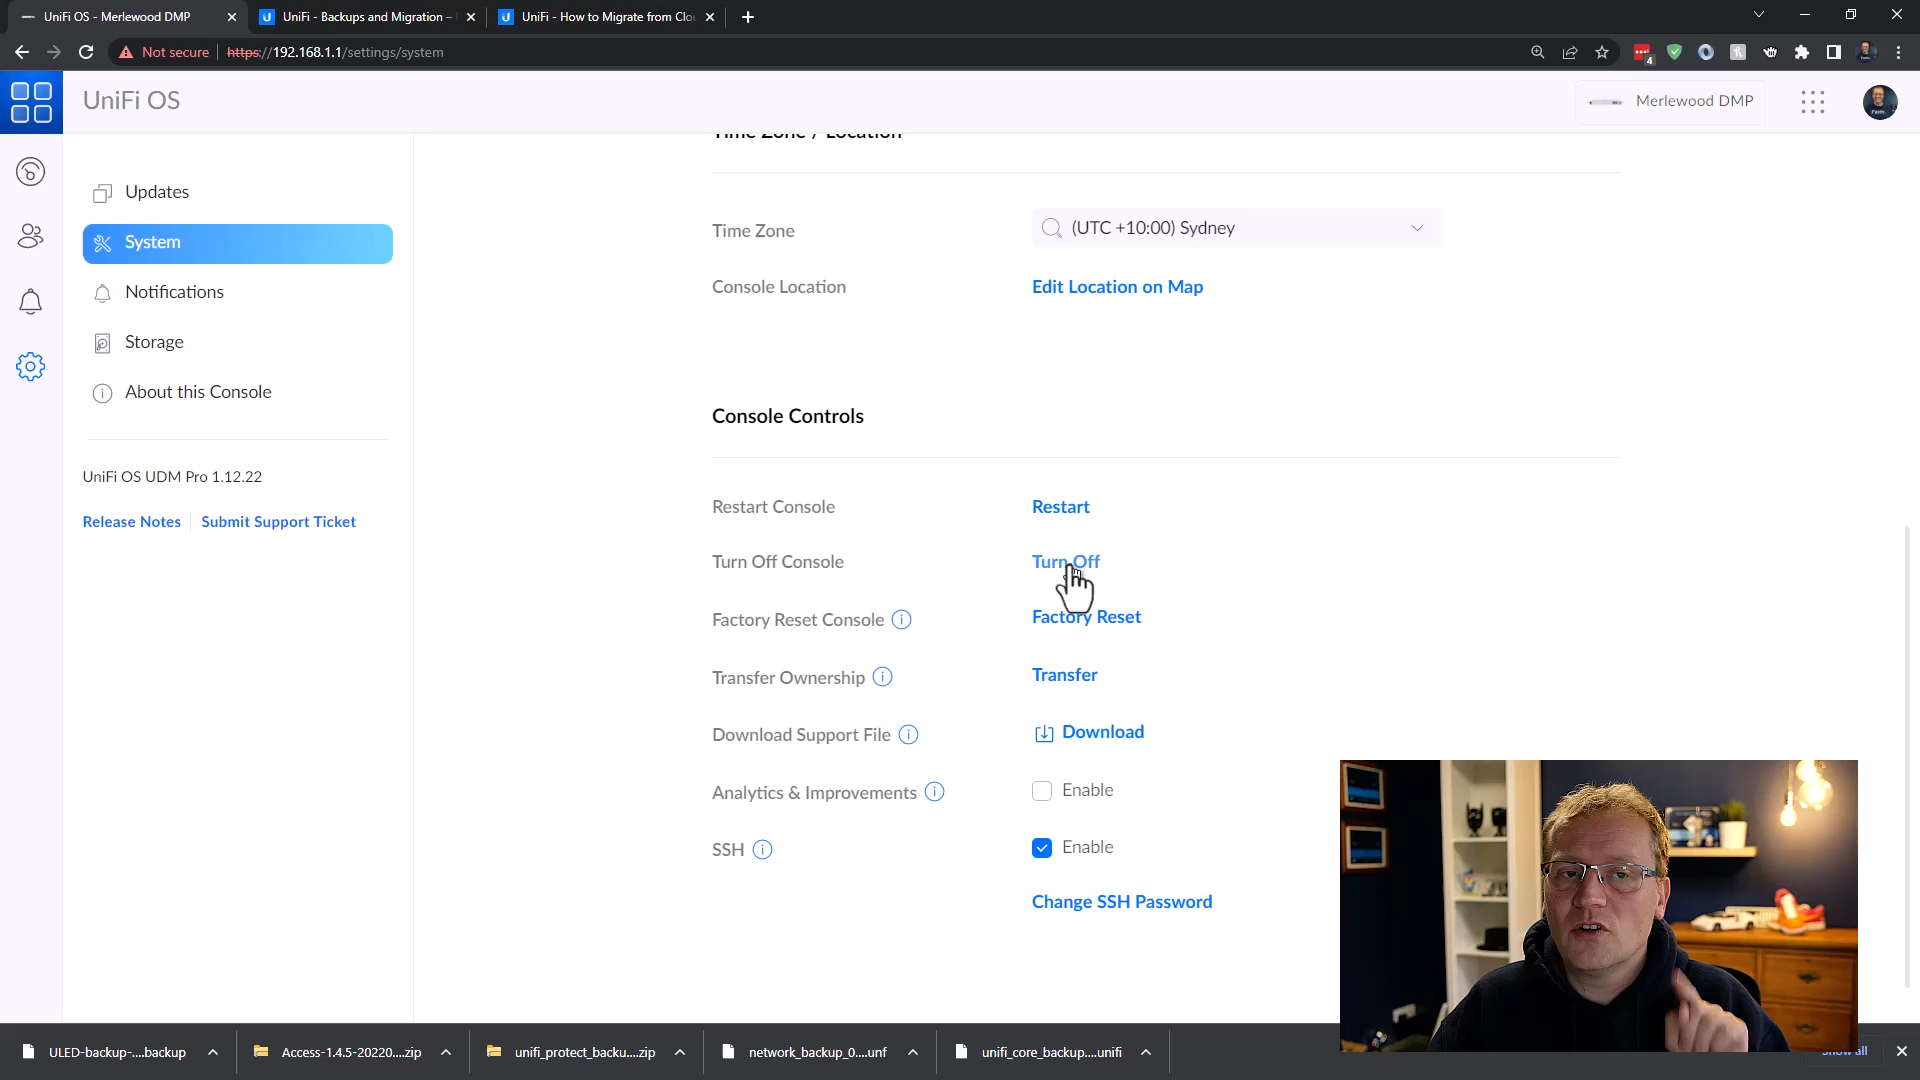 UniFi OS - Merlewood DMP
UniFi - Backups and Migration –
UniFi - How to Migrate from Clo
Not secure
https://192.168.1.1/settings/system
4
UniFi OS
Merlewood DMP
Time Zone / Location
Updates
System
Notifications
Storage
About this Console
UniFi OS UDM Pro 1.12.22
Release Notes
Submit Support Ticket
Time Zone
(UTC +10:00) Sydney
Console Location
Edit Location on Map
Console Controls
Restart Console
Restart
Turn Off Console
Turn Off
Factory Reset Console
Factory Reset
Transfer Ownership
Transfer
Download Support File
Download
Analytics & Improvements
Enable
SSH
Enable
Change SSH Password
ULED-backup-....backup
Access-1.4.5-20220....zip
unifi_protect_backu....zip
network_backup_0....unf
unifi_core_backup....unifi
Show all